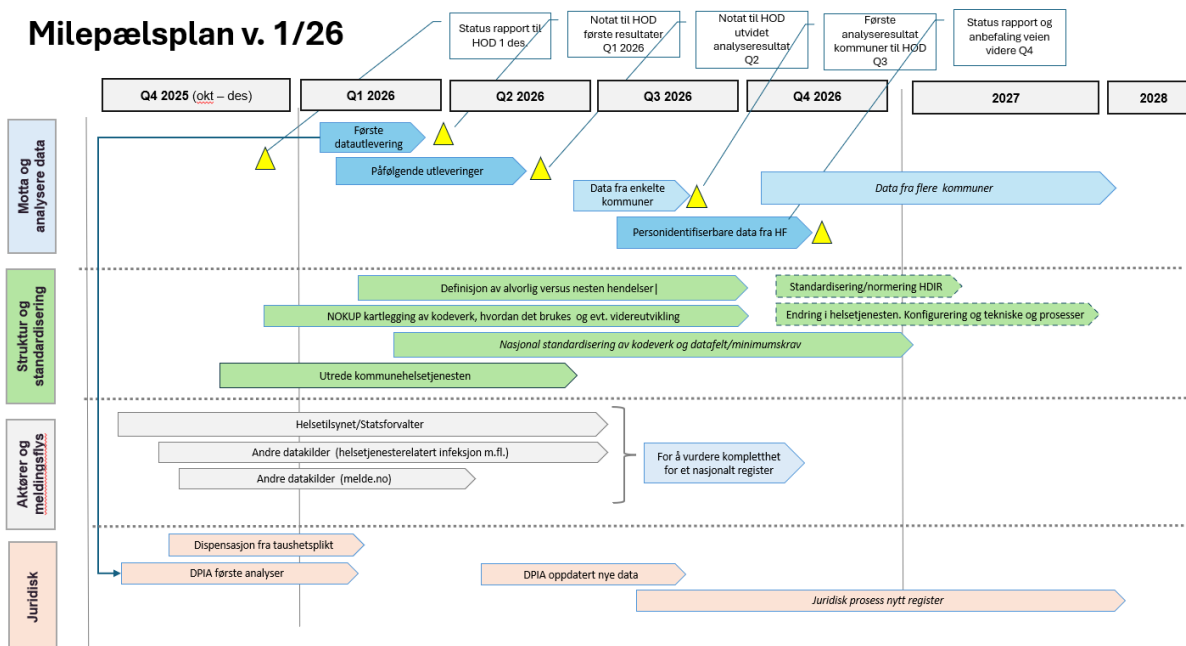 Milepælsplan v. 1/26
Status rapport til
HOD 1 des.
Notat til HOD
første resultater
Q1 2026
Notat til HOD
utvidet
analyseresultat
Q2
Første
analyseresultat
kommuner til HOD
Q3
Status rapport og
anbefaling veien
videre Q4
Q4 2025 (okt – des)
Q1 2026
Q2 2026
Q3 2026
Q4 2026
2027
2028
Motta og
analysere data
Første
datautlevering
Påfølgende utleveringer
Data fra enkelte
kommuner
Data fra flere kommuner
Personidentifiserbare data fra HF
Struktur og
standardisering
Definisjon av alvorlig versus nesten hendelser|
Standardisering/normering HDIR
NOKUP kartlegging av kodeverk, hvordan det brukes og evt. videreutvikling
Endring i helsetjenesten. Konfigurering og tekniske og prosesser
Nasjonal standardisering av kodeverk og datafelt/minimumskrav
Utrede kommunehelsetjenesten
Aktører og
meldingsflys
Helsetilsynet/Statsforvalter
Andre datakilder (helsetjenesterelatert infeksjon m.fl.)
Andre datakilder (melde.no)
For å vurdere kompletthet
for et nasjonalt register
Juridisk
Dispensasjon fra taushetsplikt
DPIA første analyser
DPIA oppdatert nye data
Juridisk prosess nytt register